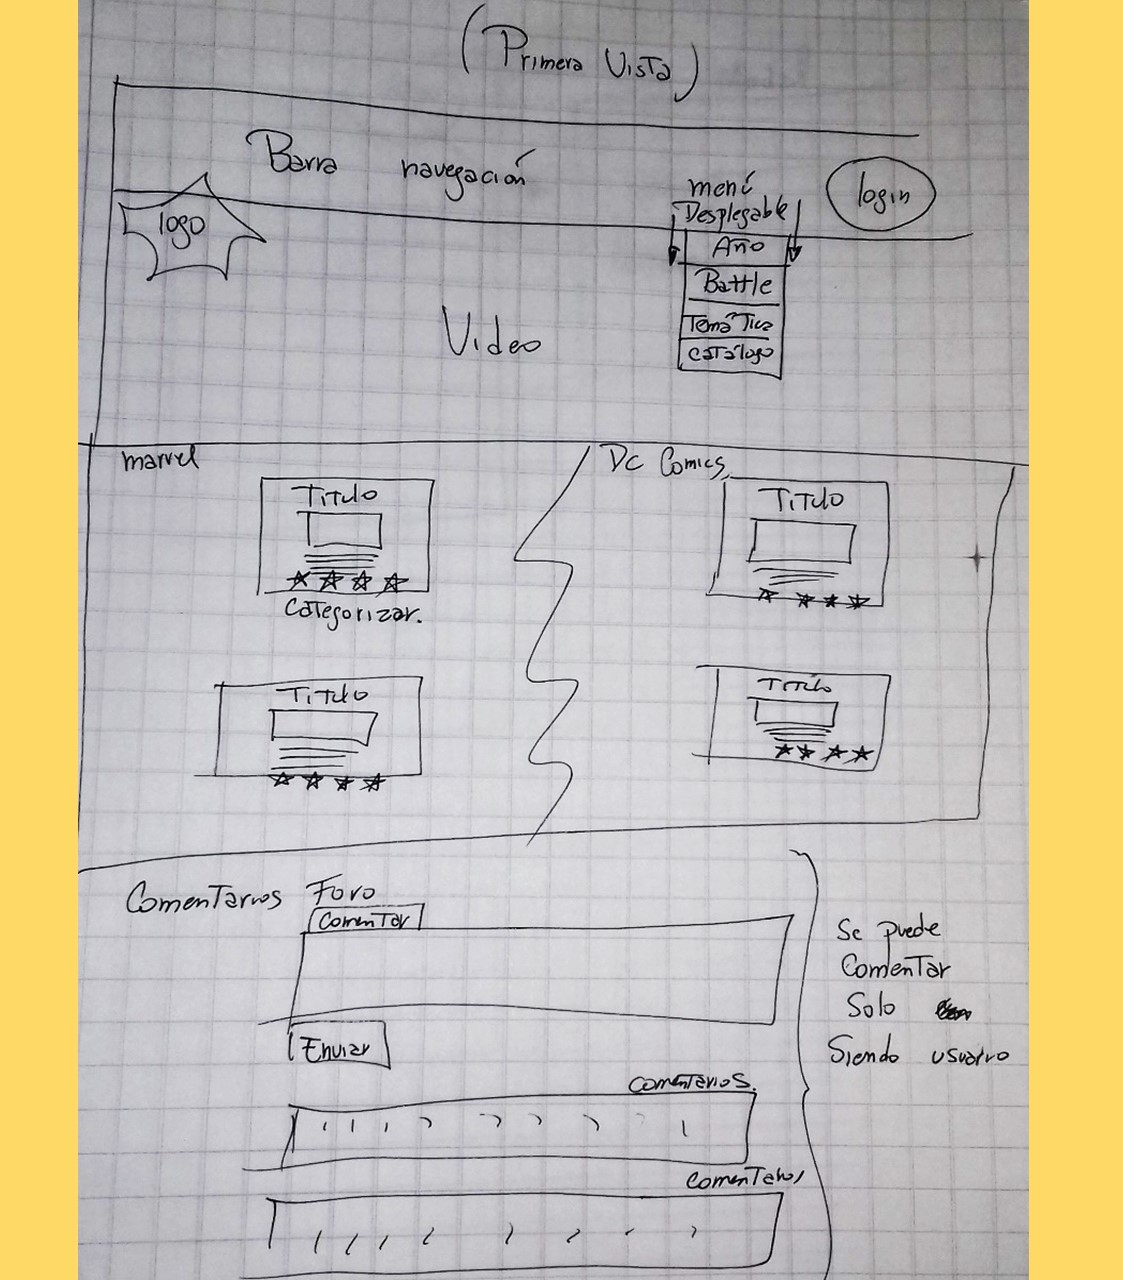 (Primera Vista)
Barra navegación
menú
Desplegable
login
logo
Año
Battle
Temática
Catálogo
Video
marvel
Dc Comics
Titulo
Titulo
Categorizar.
Titulo
Titulo
Comentarios Foro
Comentar
Enviar
Se puede
Comentar
Solo
Siendo usuario
Comentarios.
Comentarios